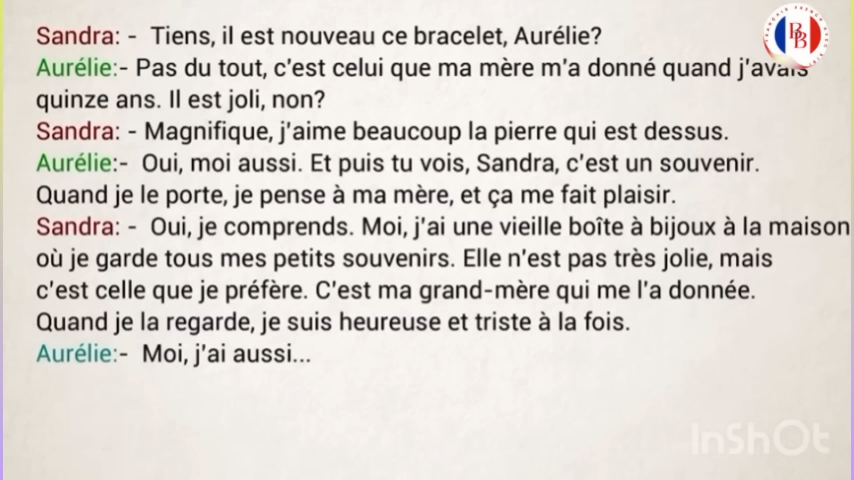 Sandra: - Tiens, il est nouveau ce bracelet, Aurélie?
Aurélie:- Pas du tout, c'est celui que ma mère m'a donné quand j'avais
quinze ans. Il est joli, non?
Sandra: - Magnifique, j'aime beaucoup la pierre qui est dessus.
Aurélie:- Oui, moi aussi. Et puis tu vois, Sandra, c'est un souvenir.
Quand je le porte, je pense à ma mère, et ça me fait plaisir.
Sandra: - Oui, je comprends. Moi, j'ai une vieille boîte à bijoux à la maison
où je garde tous mes petits souvenirs. Elle n'est pas très jolie, mais
c'est celle que je préfère. C'est ma grand-mère qui me l'a donnée.
Quand je la regarde, je suis heureuse et triste à la fois.
Aurélie:- Moi, j'ai aussi...
InShOt